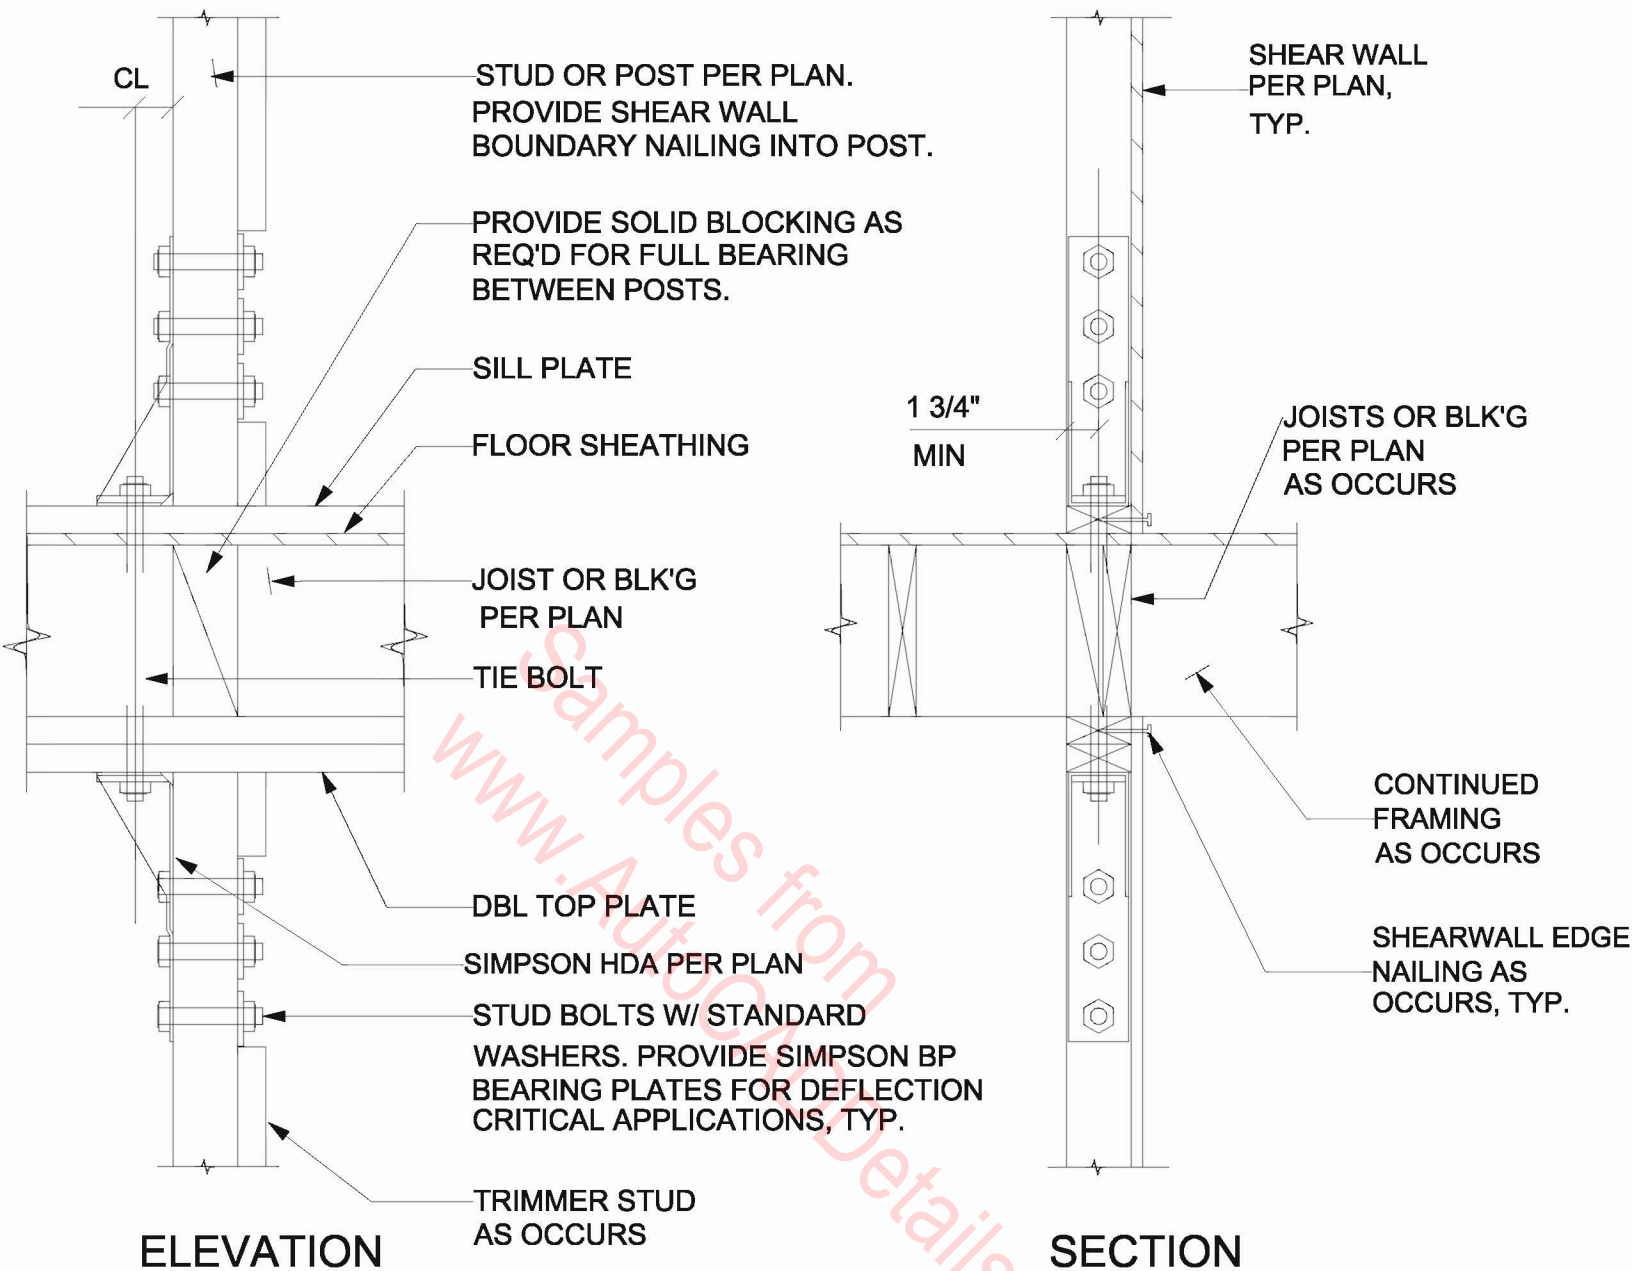 CL
STUD OR POST PER PLAN.
PROVIDE SHEAR WALL
BOUNDARY NAILING INTO POST.
PROVIDE SOLID BLOCKING AS
REQ'D FOR FULL BEARING
BETWEEN POSTS.
SILL PLATE
FLOOR SHEATHING
JOIST OR BLK'G
PER PLAN
TIE BOLT
DBL TOP PLATE
SIMPSON HDA PER PLAN
STUD BOLTS W/ STANDARD
WASHERS. PROVIDE SIMPSON BP
BEARING PLATES FOR DEFLECTION
CRITICAL APPLICATIONS, TYP.
TRIMMER STUD
AS OCCURS
ELEVATION
SHEAR WALL
PER PLAN,
TYP.
1 3/4"
MIN
JOISTS OR BLK'G
PER PLAN
AS OCCURS
CONTINUED
FRAMING
AS OCCURS
SHEARWALL EDGE
NAILING AS
OCCURS, TYP.
SECTION
Samples from
www.AutoCADDetails